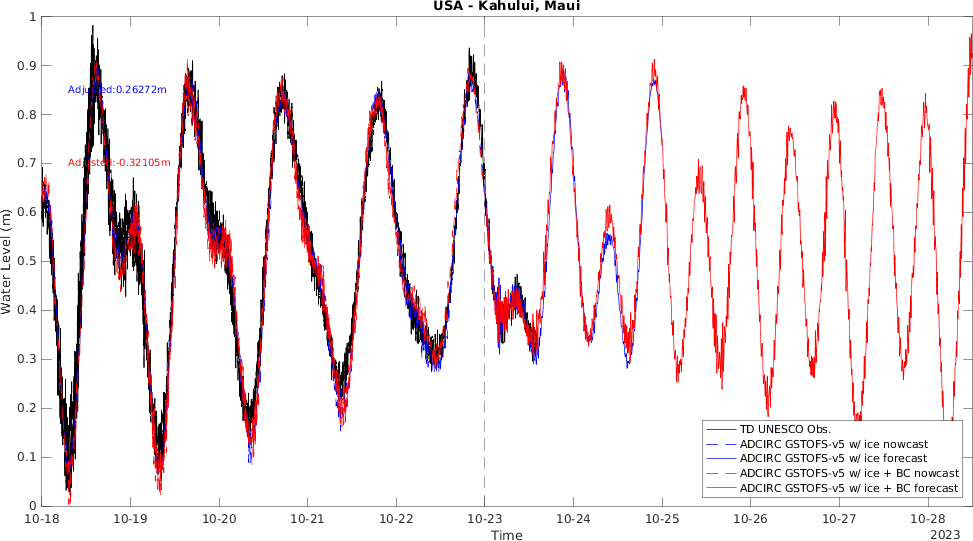 USA - Kahului, Maui
Water Level (m)
1
0.9
0.8
0.7
0.6
0.5
0.4
0.3
0.2
0.1
0
Adjusted:0.26272m
Adjusted:-0.32105m
TD UNESCO Obs.
ADCIRC GSTOFS-v5 w/ ice nowcast
ADCIRC GSTOFS-v5 w/ ice forecast
ADCIRC GSTOFS-v5 w/ ice + BC nowcast
ADCIRC GSTOFS-v5 w/ ice + BC forecast
10-18 10-19 10-20 10-21 10-22 10-23 10-24 10-25 10-26 10-27 10-28
2023
Time